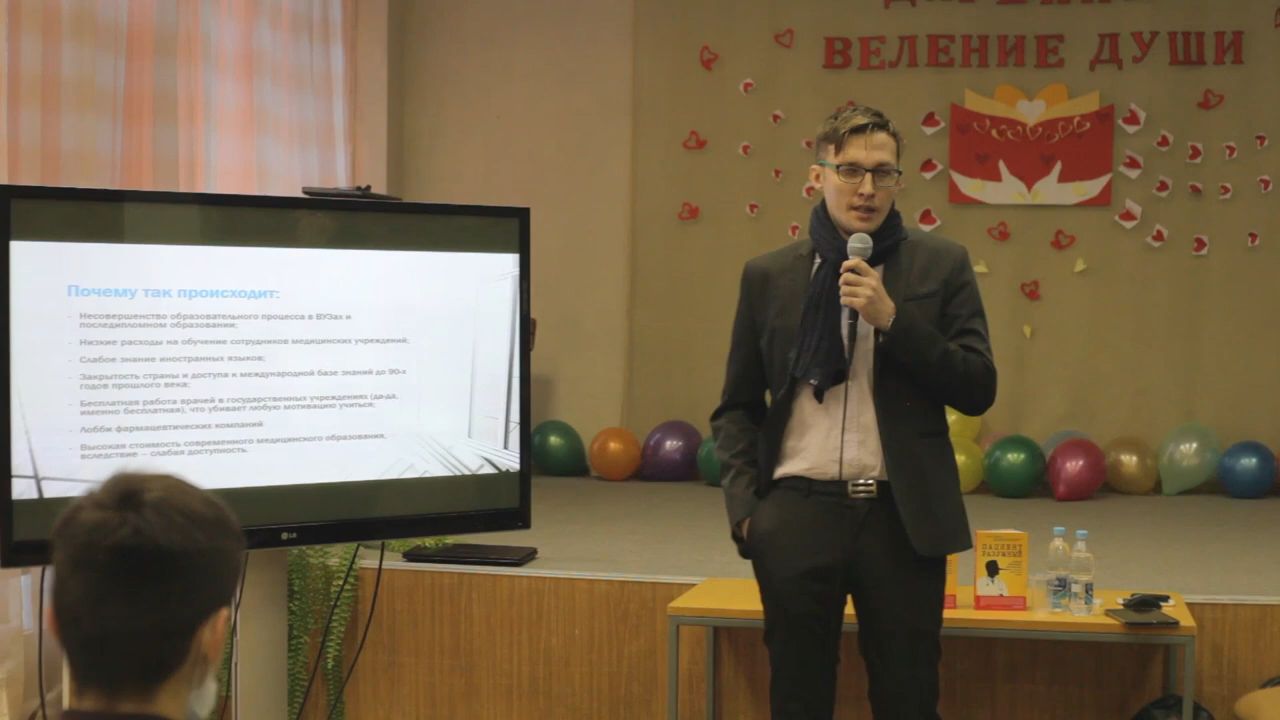 ВЕЛЕНИЕ ДУШИ
Почему так происходит:
- Несовершенство образовательного процесса в ВУЗах и
последипломном образовании;
- Низкие расходы на обучение сотрудников медицинских учреждений;
- Слабое знание иностранных языков;
- Закрытость страны и доступа к международной базе знаний до 90-х
годов прошлого века;
- Бесплатная работа врачей в государственных учреждениях (да-да,
именно бесплатная), что убивает любую мотивацию учиться;
- Лобби фармацевтических компаний
- Высокая стоимость современного медицинского образования,
вследствие – слабая доступность.
LG
ПАЦИЕНТ
РАЗУМНЫЙ